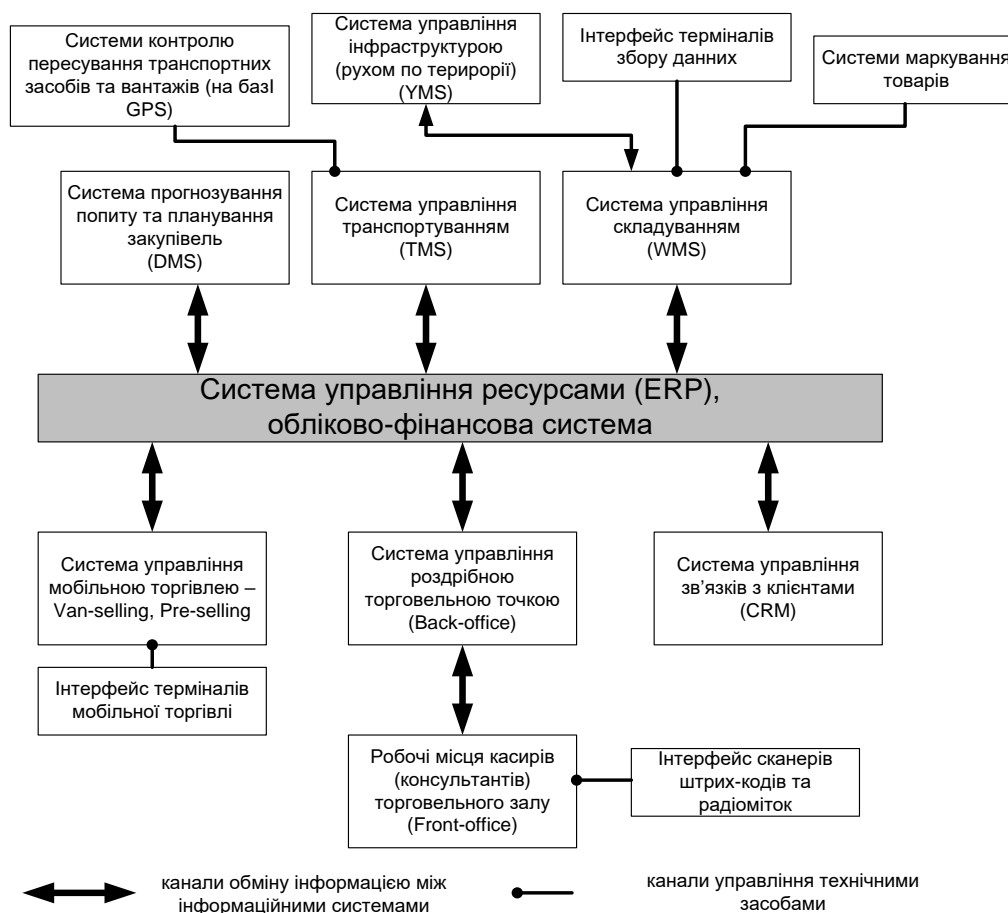 Системи контролю
пересування транспортних
засобів та вантажів (на базІ
GPS)
Система управління
інфраструктурою
(рухом по терирорії)
(YMS)
Інтерфейс терміналів
збору данних
Системи маркування
товарів
Система прогнозування
попиту та планування
закупівель
(DMS)
Система управління
транспортуванням
(TMS)
Система управління
складуванням
(WMS)
Система управління ресурсами (ERP),
обліково-фінансова система
Система управління
мобільною торгівлею –
Van-selling, Pre-selling
Система управління
роздрібною
торговельною точкою
(Back-office)
Система управління
зв’язків з клієнтами
(CRM)
Інтерфейс терміналів
мобільної торгівлі
Робочі місця касирів
(консультантів)
торговельного залу
(Front-office)
Інтерфейс сканерів
штрих-кодів та
радіоміток
канали обміну інформацією між
інформаційними системами
канали управління технічними
засобами